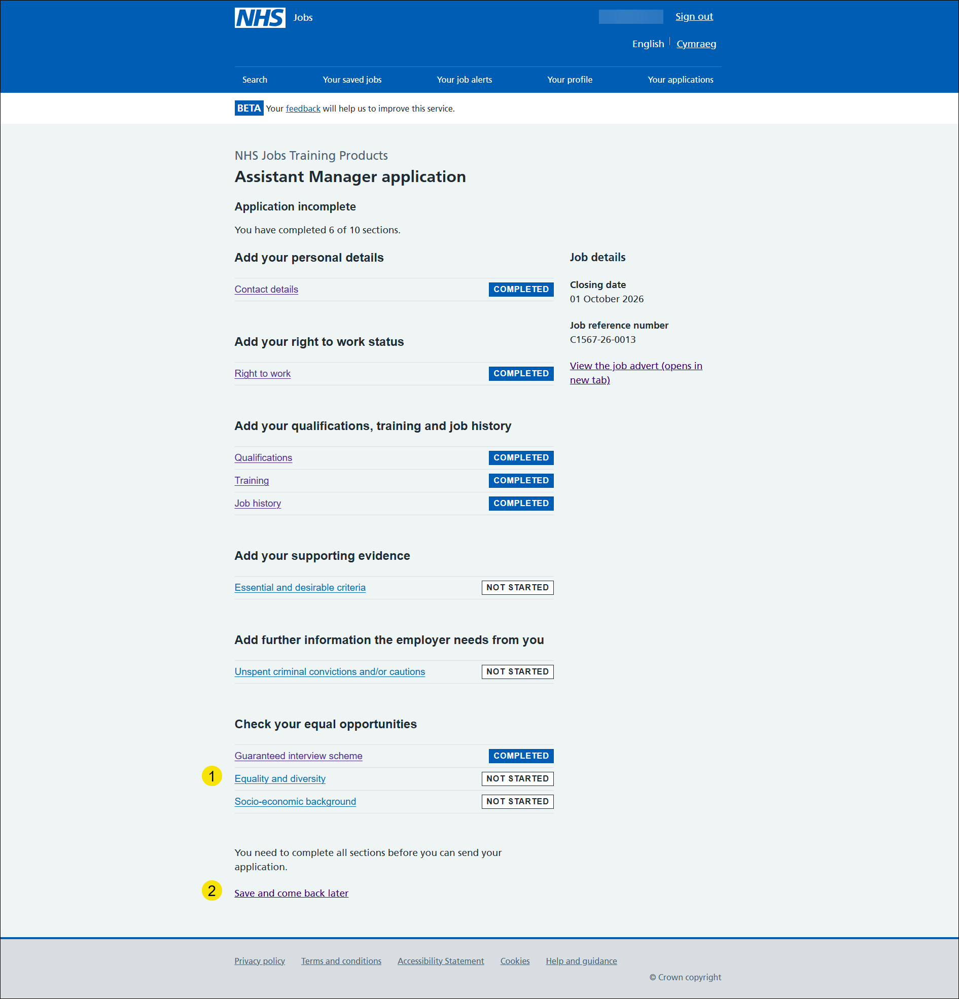 NHS Jobs
Sign out
English Cymraeg
Search Your saved jobs Your job alerts Your profile Your applications
BETA Your feedback will help us to improve this service.
NHS Jobs Training Products
Assistant Manager application
Application incomplete
You have completed 6 of 10 sections.
Add your personal details
Contact details COMPLETED
Add your right to work status
Right to work COMPLETED
Add your qualifications, training and job history
Qualifications COMPLETED
Training COMPLETED
Job history COMPLETED
Add your supporting evidence
Essential and desirable criteria NOT STARTED
Add further information the employer needs from you
Unspent criminal convictions and/or cautions NOT STARTED
Check your equal opportunities
Guaranteed interview scheme COMPLETED
1 Equality and diversity NOT STARTED
Socio-economic background NOT STARTED
You need to complete all sections before you can send your
application.
2 Save and come back later
Job details
Closing date
01 October 2026
Job reference number
C1567-26-0013
View the job advert (opens in
new tab)
Privacy policy Terms and conditions Accessibility Statement Cookies Help and guidance
© Crown copyright